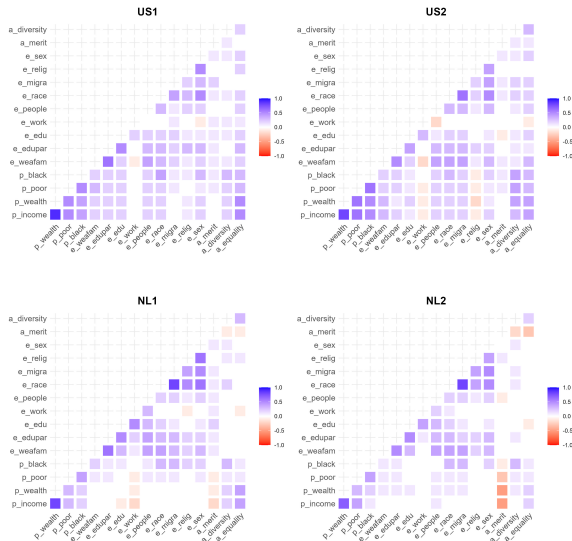 US1
a_diversity
a_merit
e_sex
e_relig
e_migra
e_race
e_people
e_work
e_edu
e_edupar
e_weafam
p_black
p_poor
p_wealth
p_income
p_wealth
p_poor
p_black
e_weafam
e_edupar
e_edu
e_work
e_people
e_race
e_migra
e_relig
e_sex
a_merit
a_diversity
a_equality
1.0
0.5
0.0
-0.5
-1.0
US2
a_diversity
a_merit
e_sex
e_relig
e_migra
e_race
e_people
e_work
e_edu
e_edupar
e_weafam
p_black
p_poor
p_wealth
p_income
p_wealth
p_poor
p_black
e_weafam
e_edupar
e_edu
e_work
e_people
e_race
e_migra
e_relig
e_sex
a_merit
a_diversity
a_equality
1.0
0.5
0.0
-0.5
-1.0
NL1
a_diversity
a_merit
e_sex
e_relig
e_migra
e_race
e_people
e_work
e_edu
e_edupar
e_weafam
p_black
p_poor
p_wealth
p_income
p_wealth
p_poor
p_black
e_weafam
e_edupar
e_edu
e_work
e_people
e_race
e_migra
e_relig
e_sex
a_merit
a_diversity
a_equality
1.0
0.5
0.0
-0.5
-1.0
NL2
a_diversity
a_merit
e_sex
e_relig
e_migra
e_race
e_people
e_work
e_edu
e_edupar
e_weafam
p_black
p_poor
p_wealth
p_income
p_wealth
p_poor
p_black
e_weafam
e_edupar
e_edu
e_work
e_people
e_race
e_migra
e_relig
e_sex
a_merit
a_diversity
a_equality
1.0
0.5
0.0
-0.5
-1.0